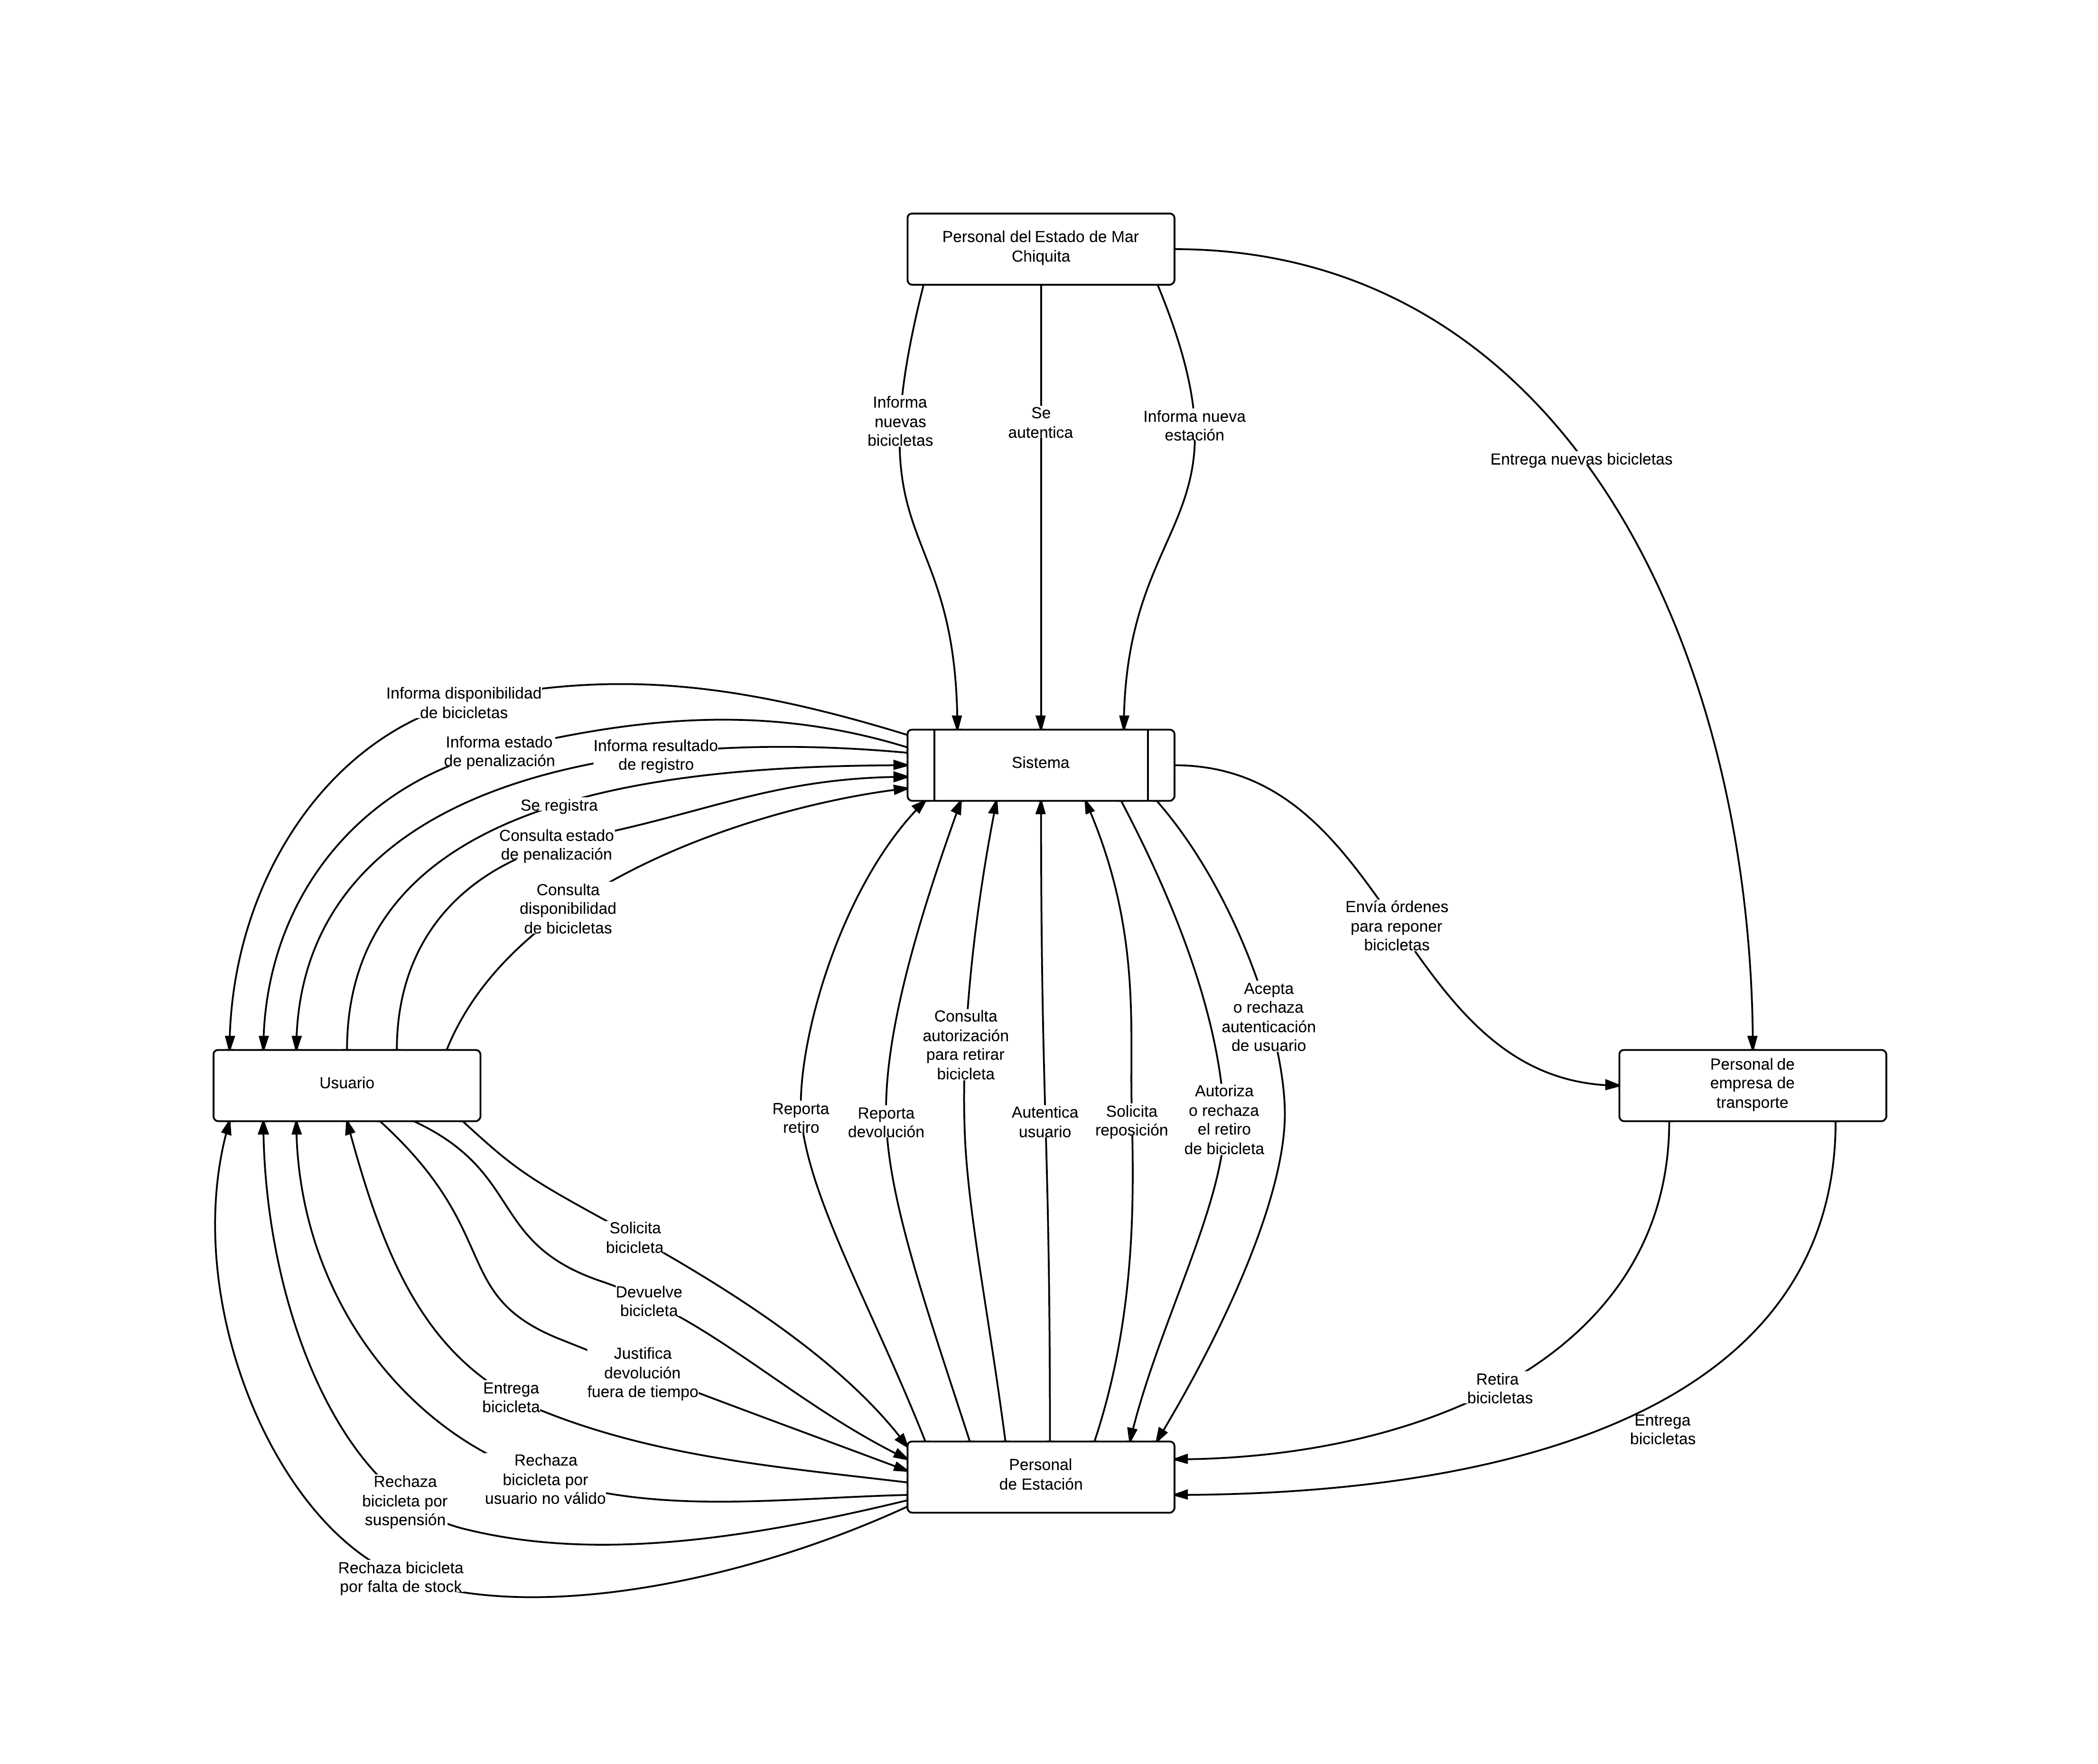 Personal del Estado de Mar
Chiquita
Informa
nuevas
bicicletas
Se
autentica
Informa nueva
estación
Entrega nuevas bicicletas
Informa disponibilidad
de bicicletas
Informa estado
de penalización
Informa resultado
de registro
Sistema
Se registra
Consulta estado
de penalización
Consulta
disponibilidad
de bicicletas
Envía órdenes
para reponer
bicicletas
Acepta
o rechaza
autenticación
de usuario
Consulta
autorización
para retirar
bicicleta
Usuario
Personal de
empresa de
transporte
Reporta
retiro
Reporta
devolución
Autentica
usuario
Solicita
reposición
Autoriza
o rechaza
el retiro
de bicicleta
Solicita
bicicleta
Devuelve
bicicleta
Justifica
devolución
fuera de tiempo
Entrega
bicicleta
Retira
bicicletas
Entrega
bicicletas
Rechaza
bicicleta por
usuario no válido
Personal
de Estación
Rechaza
bicicleta por
suspensión
Rechaza bicicleta
por falta de stock